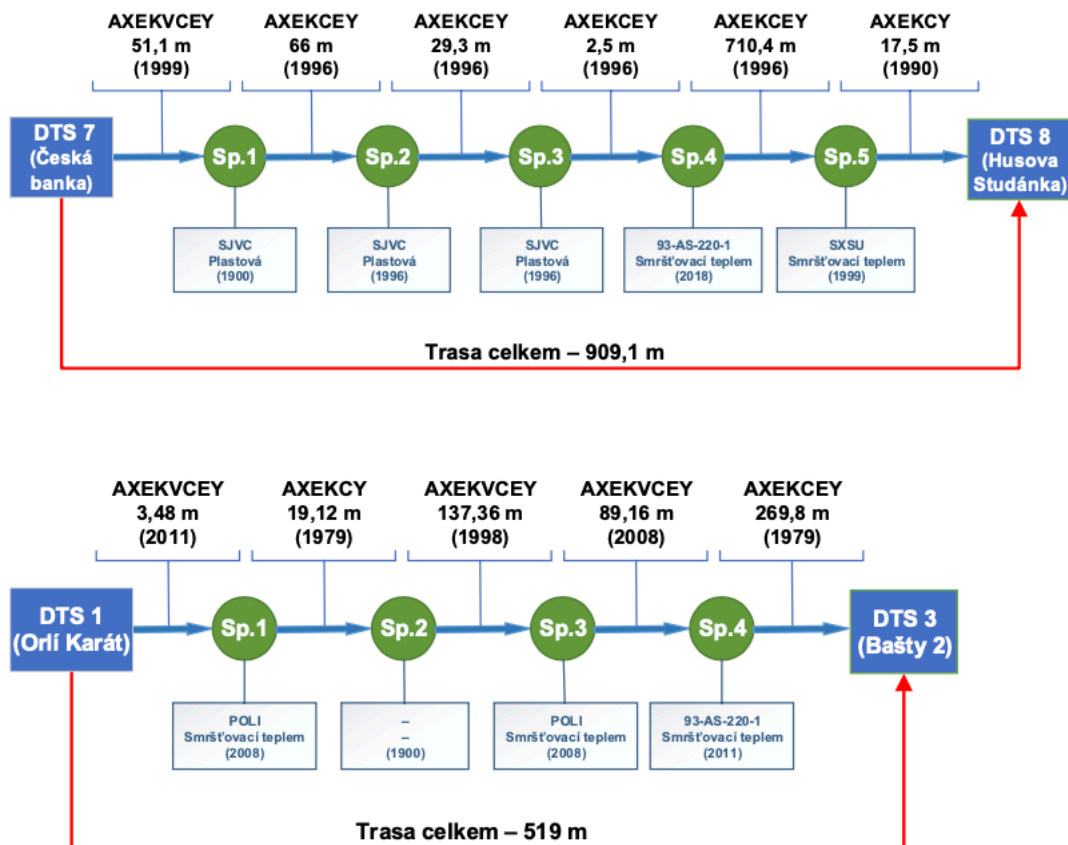 AXEKVCEY
51,1 m
(1999)
AXEKCEY
66 m
(1996)
AXEKCEY
29,3 m
(1996)
AXEKCEY
2,5 m
(1996)
AXEKCEY
710,4 m
(1996)
AXEKCY
17,5 m
(1990)
DTS 7
(Česká
banka)
Sp.1
Sp.2
Sp.3
Sp.4
Sp.5
DTS 8
(Husova
Studánka)
SJVC
Plastová
(1900)
SJVC
Plastová
(1996)
SJVC
Plastová
(1996)
93-AS-220-1
Smršťovací teplem
(2018)
SXSU
Smršťovací teplem
(1999)
Trasa celkem – 909,1 m
AXEKVCEY
3,48 m
(2011)
AXEKCY
19,12 m
(1979)
AXEKVCEY
137,36 m
(1998)
AXEKVCEY
89,16 m
(2008)
AXEKCEY
269,8 m
(1979)
DTS 1
(Orlí Karát)
Sp.1
Sp.2
Sp.3
Sp.4
DTS 3
(Bašty 2)
POLI
Smršťovací teplem
(2008)
–
–
(1900)
POLI
Smršťovací teplem
(2008)
93-AS-220-1
Smršťovací teplem
(2011)
Trasa celkem – 519 m